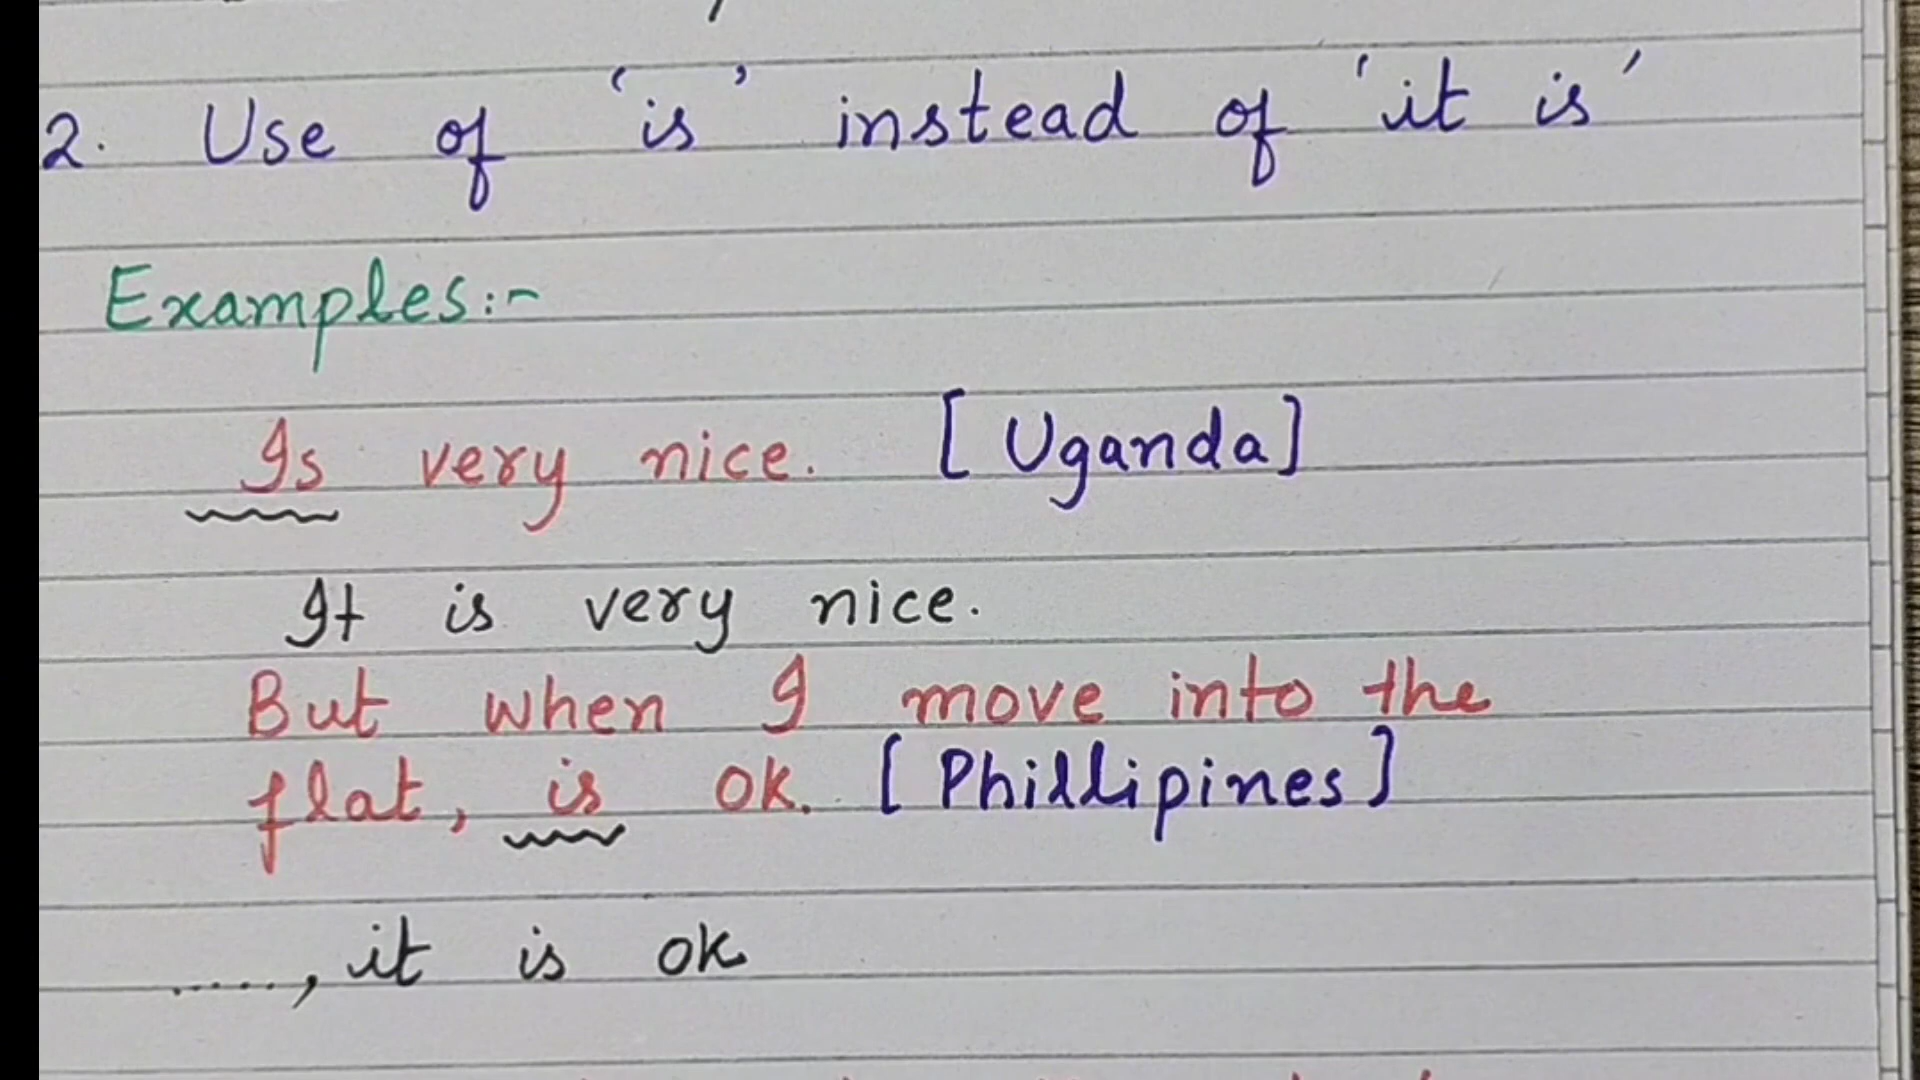 2. Use of 'is' instead of 'it is'
Examples:-
Is very nice. [Uganda]
It is very nice.
But when I move into the
flat, is ok. [Phillipines]
....., it is ok